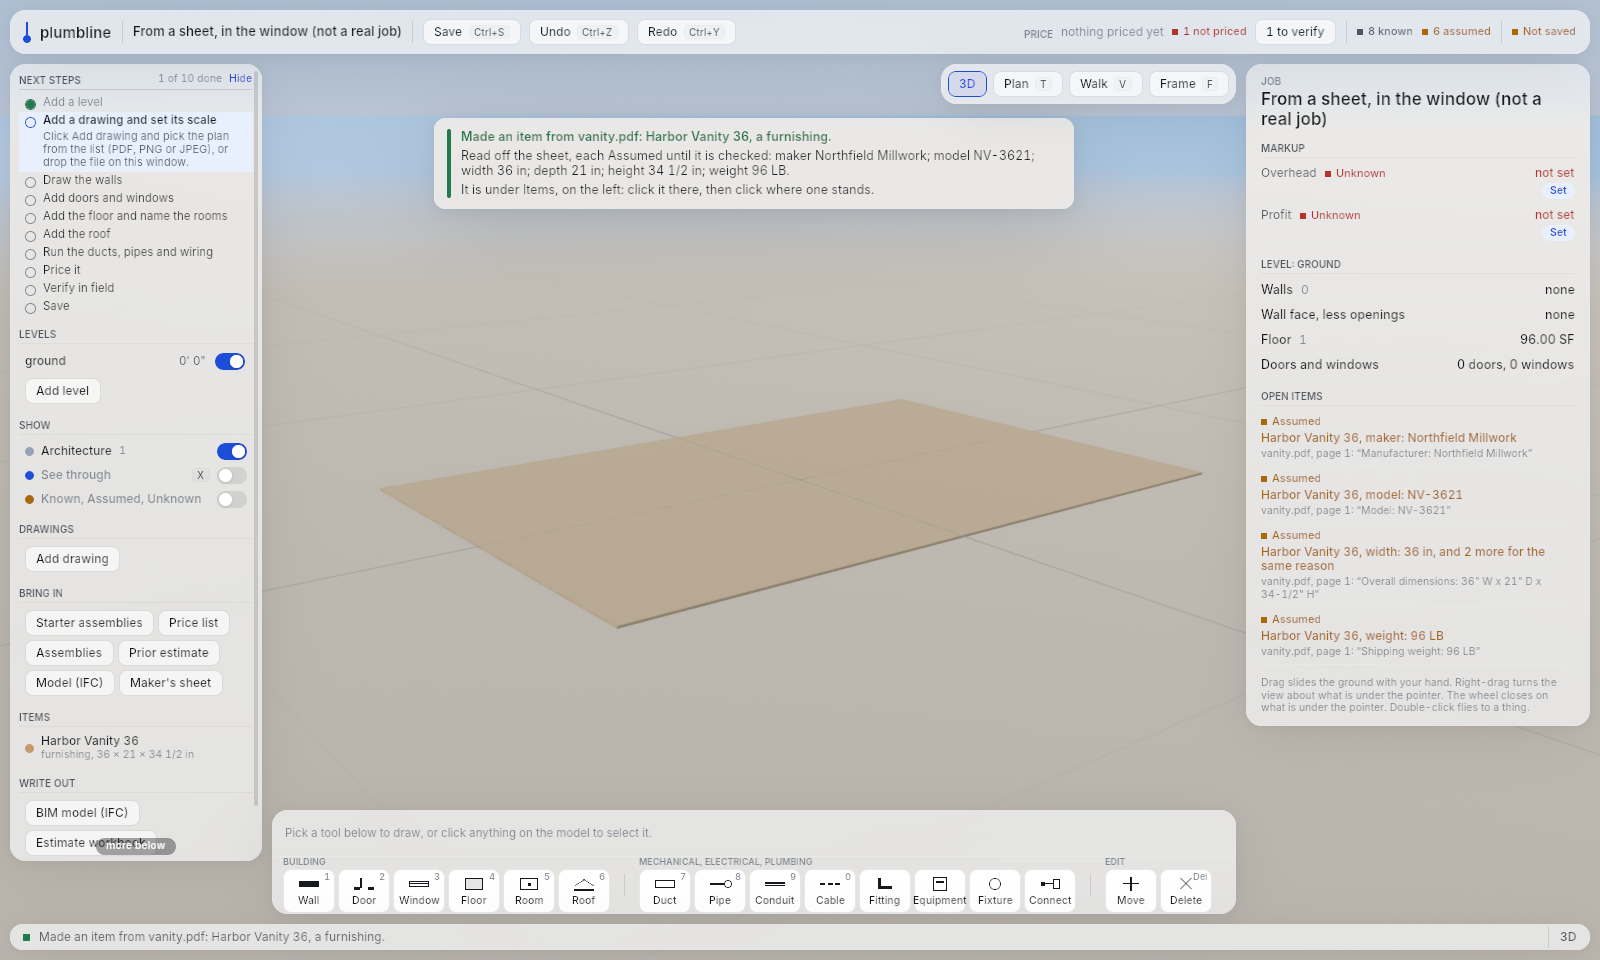 plumbline
From a sheet, in the window (not a real job)
Save Ctrl+S
Undo Ctrl+Z
Redo Ctrl+Y
PRICE nothing priced yet 1 not priced
1 to verify
8 known 6 assumed
Not saved
NEXT STEPS 1 of 10 done Hide
Add a level
Add a drawing and set its scale
Click Add drawing and pick the plan
from the list (PDF, PNG or JPEG), or
drop the file on this window.
Draw the walls
Add doors and windows
Add the floor and name the rooms
Add the roof
Run the ducts, pipes and wiring
Price it
Verify in field
Save
LEVELS
ground 0' 0"
Add level
SHOW
Architecture 1
See through X
Known, Assumed, Unknown
DRAWINGS
Add drawing
BRING IN
Starter assemblies Price list
Assemblies Prior estimate
Model (IFC) Maker's sheet
ITEMS
Harbor Vanity 36
furnishing, 36 × 21 × 34 1/2 in
WRITE OUT
BIM model (IFC)
Estimate workbook
more below
3D Plan T Walk V Frame F
Made an item from vanity.pdf: Harbor Vanity 36, a furnishing.
Read off the sheet, each Assumed until it is checked: maker Northfield Millwork; model NV-3621;
width 36 in; depth 21 in; height 34 1/2 in; weight 96 LB.
It is under Items, on the left: click it there, then click where one stands.
JOB
From a sheet, in the window (not a
real job)
MARKUP
Overhead Unknown not set
Set
Profit Unknown not set
Set
LEVEL: GROUND
Walls 0 none
Wall face, less openings none
Floor 1 96.00 SF
Doors and windows 0 doors, 0 windows
OPEN ITEMS
Assumed
Harbor Vanity 36, maker: Northfield Millwork
vanity.pdf, page 1: "Manufacturer: Northfield Millwork"
Assumed
Harbor Vanity 36, model: NV-3621
vanity.pdf, page 1: "Model: NV-3621"
Assumed
Harbor Vanity 36, width: 36 in, and 2 more for the
same reason
vanity.pdf, page 1: "Overall dimensions: 36" W x 21" D x
34-1/2" H"
Assumed
Harbor Vanity 36, weight: 96 LB
vanity.pdf, page 1: "Shipping weight: 96 LB"
Drag slides the ground with your hand. Right-drag turns the
view about what is under the pointer. The wheel closes on
what is under the pointer. Double-click flies to a thing.
Pick a tool below to draw, or click anything on the model to select it.
BUILDING
1 2 3 4 5 6
Wall Door Window Floor Room Roof
MECHANICAL, ELECTRICAL, PLUMBING
7 8 9 0
Duct Pipe Conduit Cable Fitting Equipment Fixture Connect
EDIT
Del
Move Delete
Made an item from vanity.pdf: Harbor Vanity 36, a furnishing.
3D